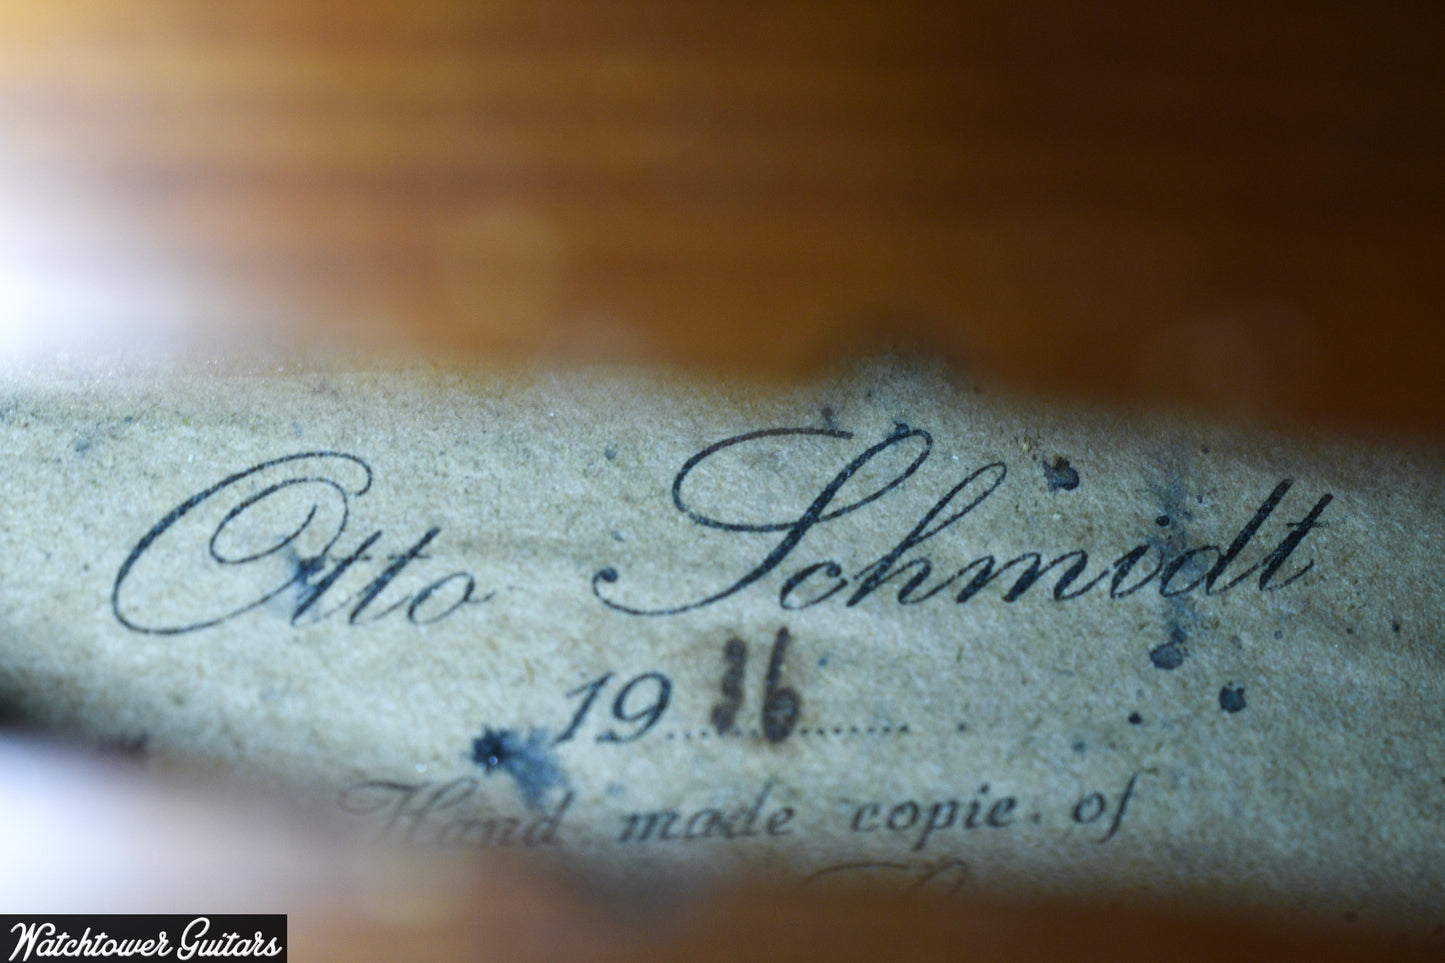 Otto Schmidt
1936
Hand made copie of
Watchtower Guitars